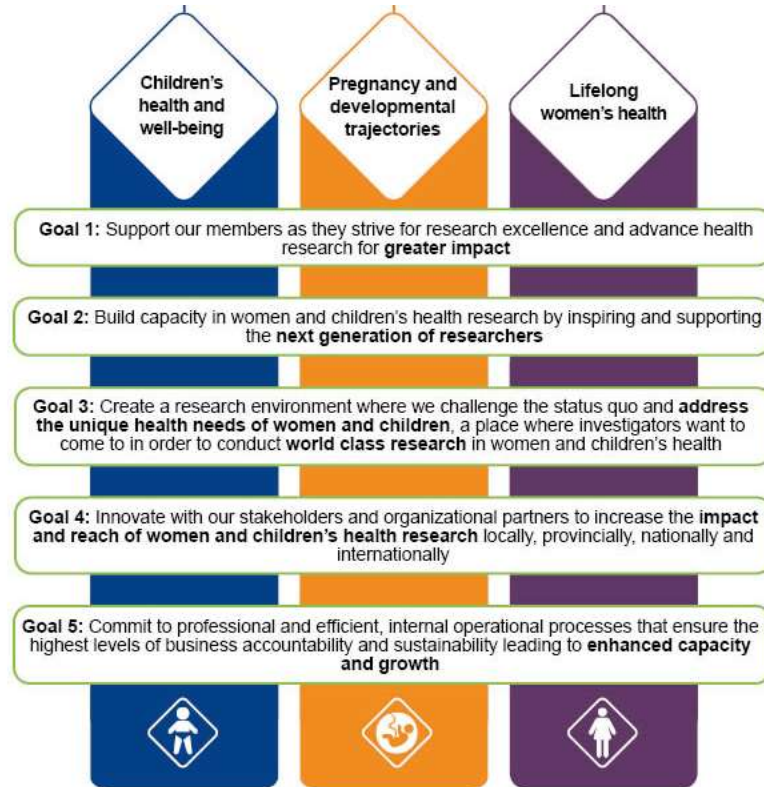 Children's
health and
well-being
Pregnancy and
developmental
trajectories
Lifelong
women's health
Goal 1: Support our members as they strive for research excellence and advance health
research for greater impact
Goal 2: Build capacity in women and children's health research by inspiring and supporting
the next generation of researchers
Goal 3: Create a research environment where we challenge the status quo and address
the unique health needs of women and children, a place where investigators want to
come to in order to conduct world class research in women and children's health
Goal 4: Innovate with our stakeholders and organizational partners to increase the impact
and reach of women and children's health research locally, provincially, nationally and
internationally
Goal 5: Commit to professional and efficient, internal operational processes that ensure the
highest levels of business accountability and sustainability leading to enhanced capacity
and growth